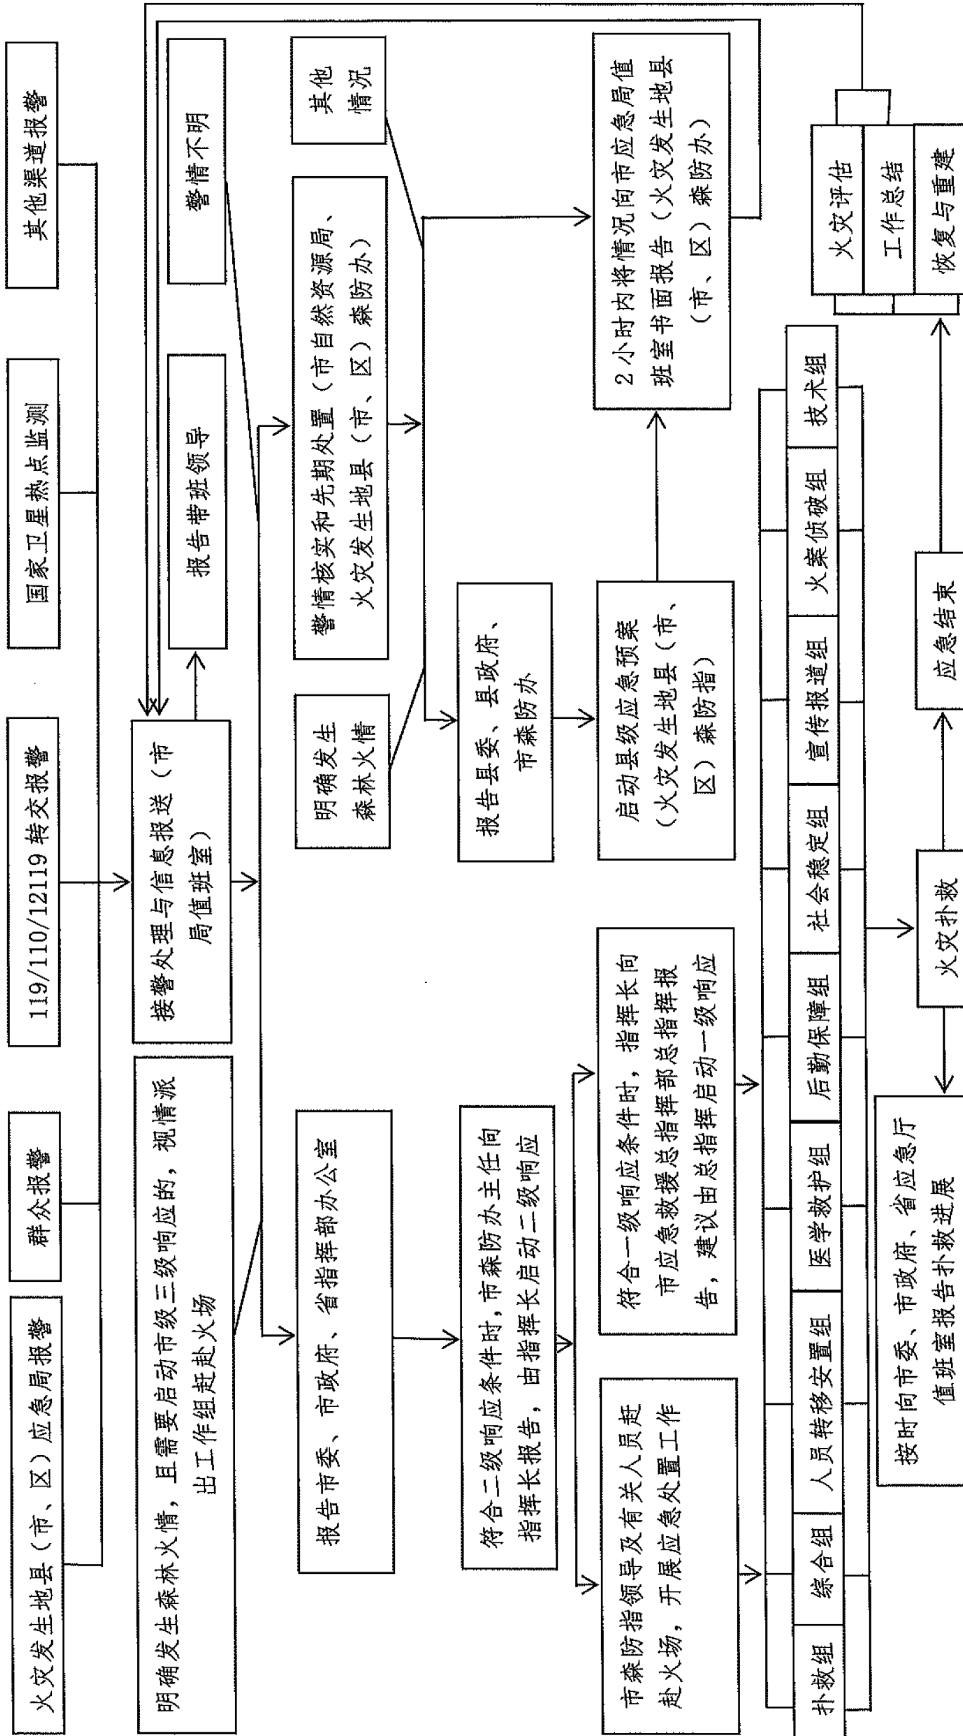 火灾发生地县(市、区)应急局报警
群众报警
119/110/12119 转交报警
国家卫星热点监测
其他渠道报警
明确发生森林火情，且需要启动市级三级响应的，视情派
出工作组赶赴火场
接警处理与信息报送（市
局值班室）
报告带班领导
警情不明
报告市委、市政府、省指挥部办公室
明确发生
森林火情
警情核实和先期处置（市自然资源局、
火灾发生地县（市、区）森防办）
其他
情况
符合二级响应条件时，市森防办主任向
指挥长报告，由指挥长启动二级响应
报告县委、县政府、
市森防办
市森防指领导及有关人员赶
赴火场，开展应急处置工作
符合一级响应条件时，指挥长向
市应急救援总指挥部总指挥报
告，建议由总指挥启动一级响应
启动县级应急预案
（火灾发生地县（市、
区）森防指）
2 小时内将情况向市应急局值
班室书面报告（火灾发生地县
（市、区）森防办）
扑救组
综合组
人员转移安置组
医学救护组
后勤保障组
社会稳定组
宣传报道组
火案侦破组
技术组
按时间向市委、市政府、省应急厅
值班室报告扑救进展
火灾扑救
应急结束
火灾评估
工作总结
恢复与重建